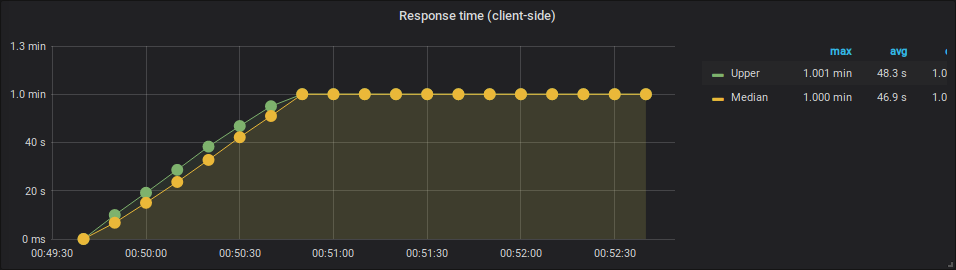 Response time (client-side)
1.3 min
1.0 min
40 s
20 s
0 ms
00:49:30 00:50:00 00:50:30 00:51:00 00:51:30 00:52:00 00:52:30
max avg
Upper 1.001 min 48.3 s 1.0
Median 1.000 min 46.9 s 1.0